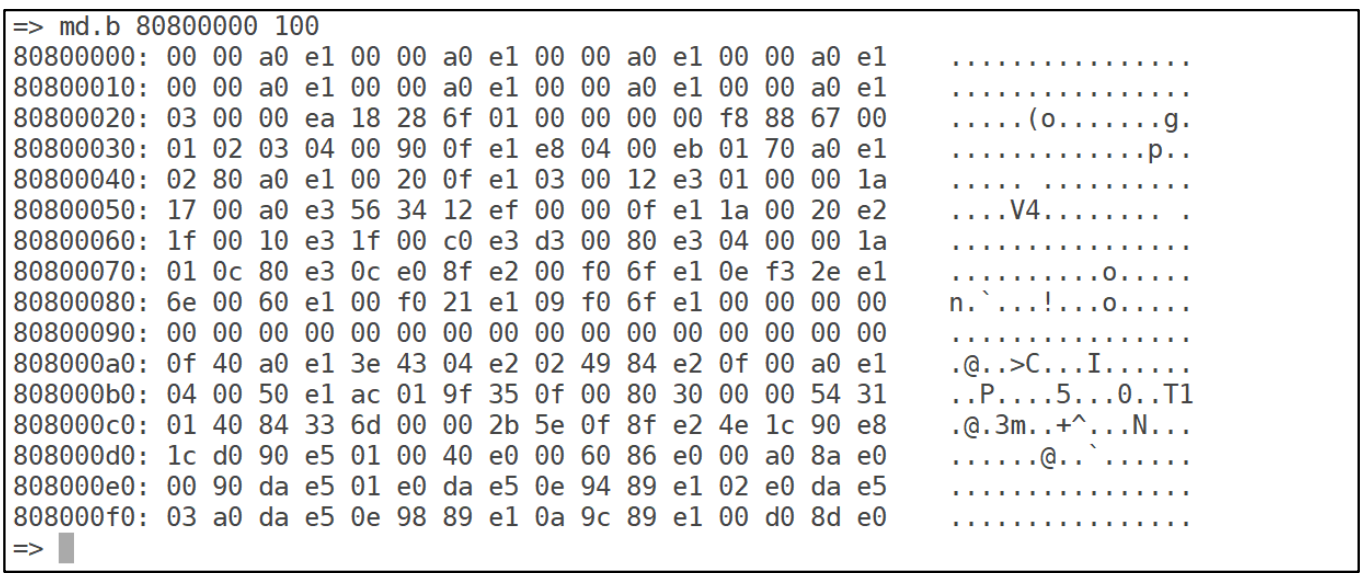 => md.b 80800000 100
80800000: 00 00 a0 e1 00 00 a0 e1 00 00 a0 e1 00 00 a0 e1    ................
80800010: 00 00 a0 e1 00 00 a0 e1 00 00 a0 e1 00 00 a0 e1    ................
80800020: 03 00 00 ea 18 28 6f 01 00 00 00 00 f8 88 67 00    .....(o.......g.
80800030: 01 02 03 04 00 90 0f e1 e8 04 00 eb 01 70 a0 e1    .............p..
80800040: 02 80 a0 e1 00 20 0f e1 03 00 12 e3 01 00 00 1a    ..... ..........
80800050: 17 00 a0 e3 56 34 12 ef 00 00 0f e1 1a 00 20 e2    ....V4........ .
80800060: 1f 00 10 e3 1f 00 c0 e3 d3 00 80 e3 04 00 00 1a    ................
80800070: 01 0c 80 e3 0c e0 8f e2 00 f0 6f e1 0e f3 2e e1    ..........o.....
80800080: 6e 00 60 e1 00 f0 21 e1 09 f0 6f e1 00 00 00 00    n.`...!...o.....
80800090: 00 00 00 00 00 00 00 00 00 00 00 00 00 00 00 00    ................
808000a0: 0f 40 a0 e1 3e 43 04 e2 02 49 84 e2 0f 00 a0 e1    .@..>C...I......
808000b0: 04 00 50 e1 ac 01 9f 35 0f 00 80 30 00 00 54 31    ..P....5...0..T1
808000c0: 01 40 84 33 6d 00 00 2b 5e 0f 8f e2 4e 1c 90 e8    .@.3m..+^...N...
808000d0: 1c d0 90 e5 01 00 40 e0 00 60 86 e0 00 a0 8a e0    ......@..`......
808000e0: 00 90 da e5 01 e0 da e5 0e 94 89 e1 02 e0 da e5    ................
808000f0: 03 a0 da e5 0e 98 89 e1 0a 9c 89 e1 00 d0 8d e0    ................
=>